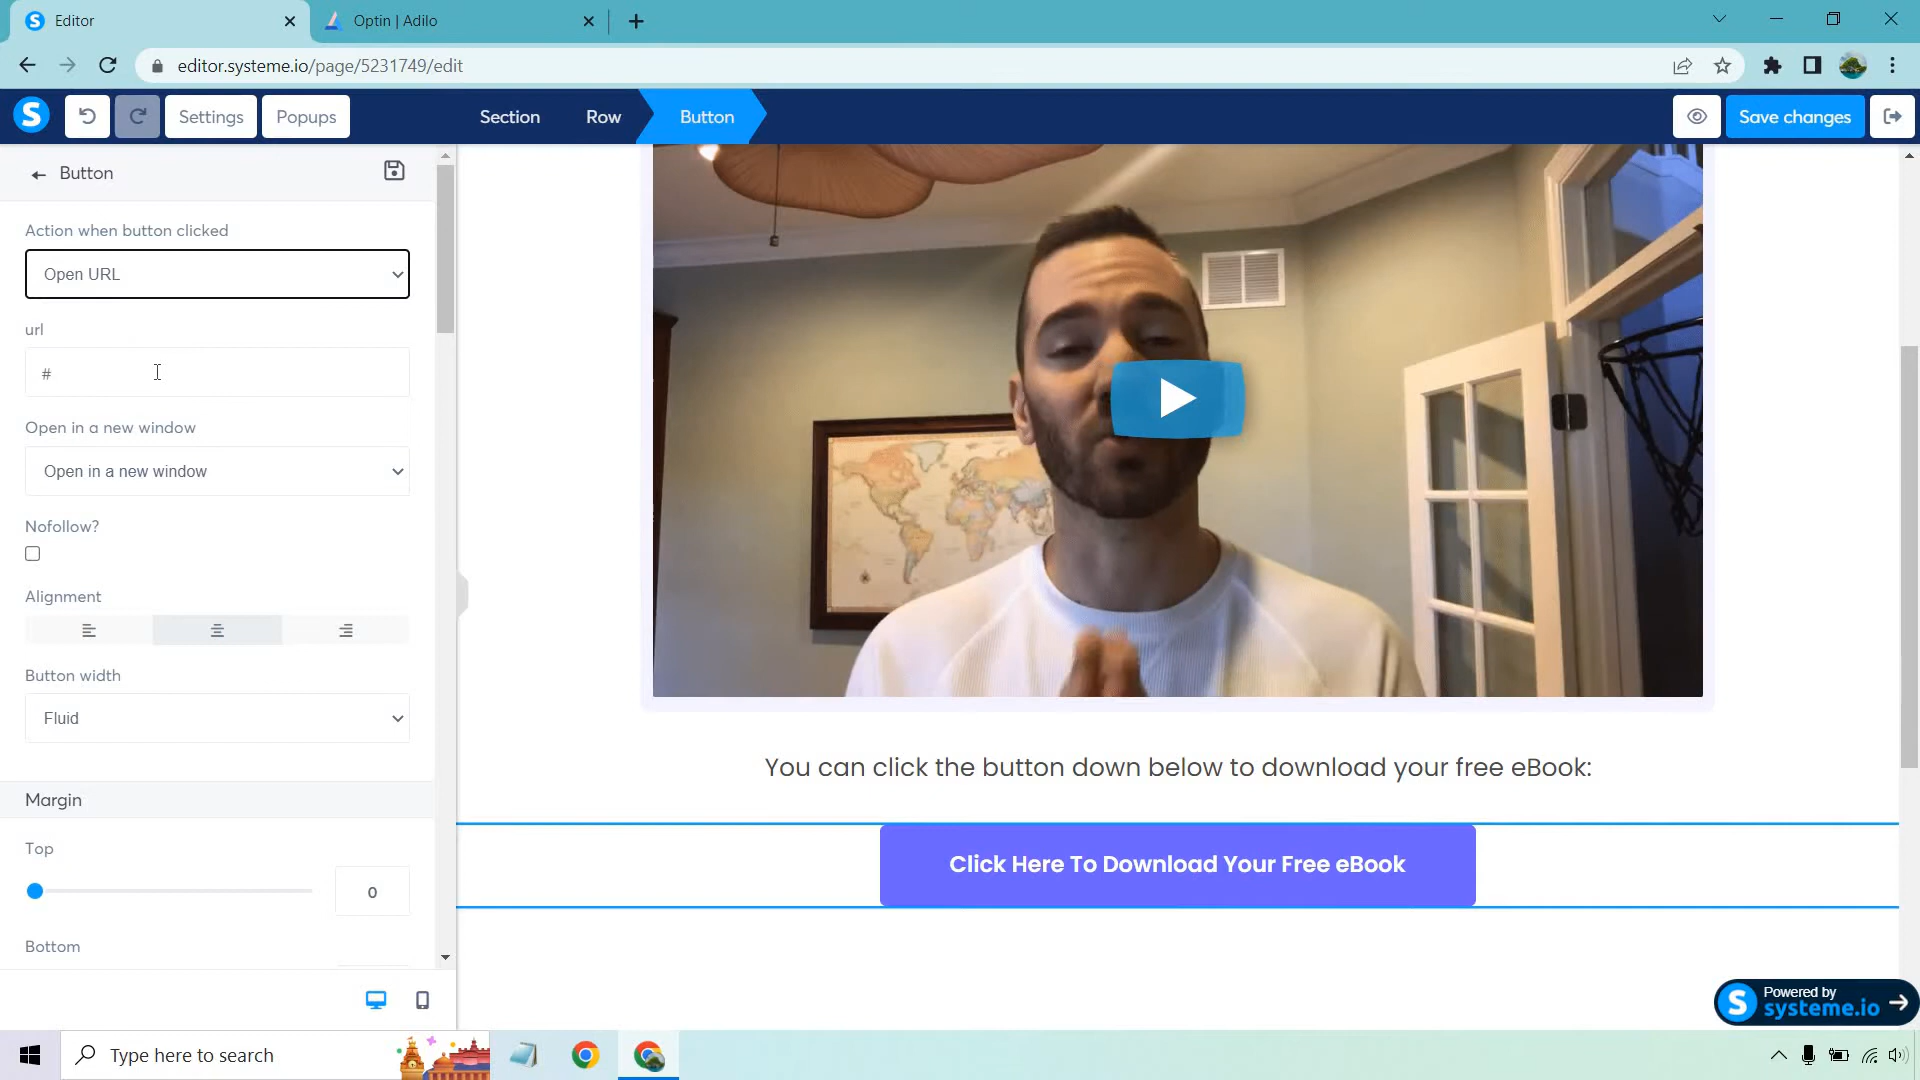 Editor
Optin | Adilo
editor.systeme.io/page/5231749/edit
S
Settings
Popups
Section
Row
Button
Save changes
Button
Action when button clicked
Open URL
url
#
Open in a new window
Open in a new window
Nofollow?
Alignment
Button width
Fluid
Margin
Top
0
Bottom
You can click the button down below to download your free eBook:
Click Here To Download Your Free eBook
Powered by
S systeme.io
Type here to search